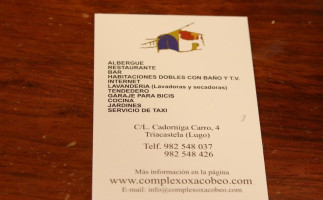 ALBERGUE
RESTAURANTE
BAR
HABITACIONES DOBLES CON BAÑO Y T.V.
INTERNET
LAVANDERIA (Lavadoras y secadoras)
TENDEDERO
GARAJE PARA BICIS
COCINA
JARDINES
SERVICIO DE TAXI
C/L. Cadorniga Carro, 4
Triacastela (Lugo)
Telf. 982 548 037
982 548 426
Más información en la página
www.complexoxacobeo.com
E-mail: info@complexoxacobeo.com